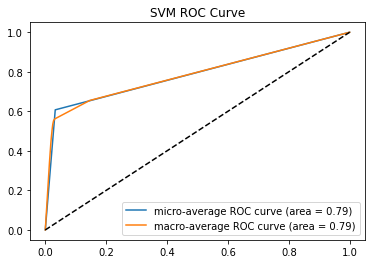 SVM ROC Curve
1.0
0.8
0.6
0.4
0.2
0.0
0.0 0.2 0.4 0.6 0.8 1.0
micro-average ROC curve (area = 0.79)
macro-average ROC curve (area = 0.79)